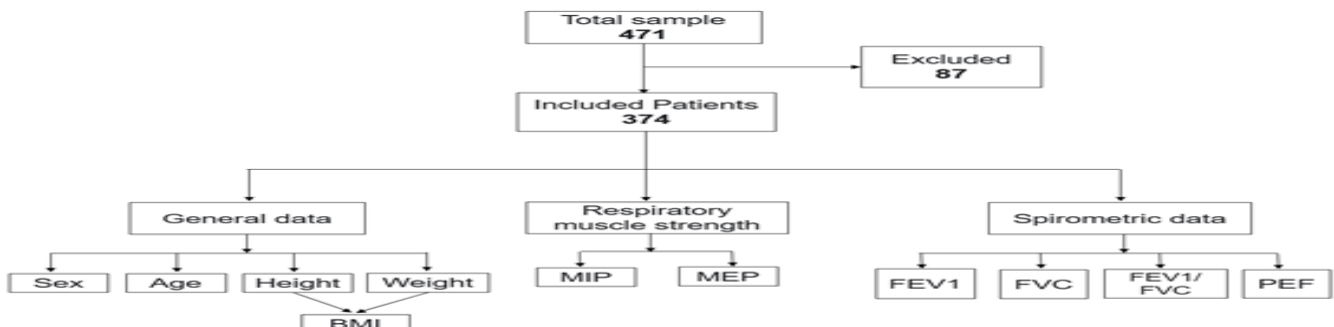 Total sample
471
Excluded
87
Included Patients
374
General data
Respiratory
muscle strength
Spirometric data
Sex
Age
Height
Weight
MIP
MEP
FEV1
FVC
FEV1/
FVC
PEF
BMI